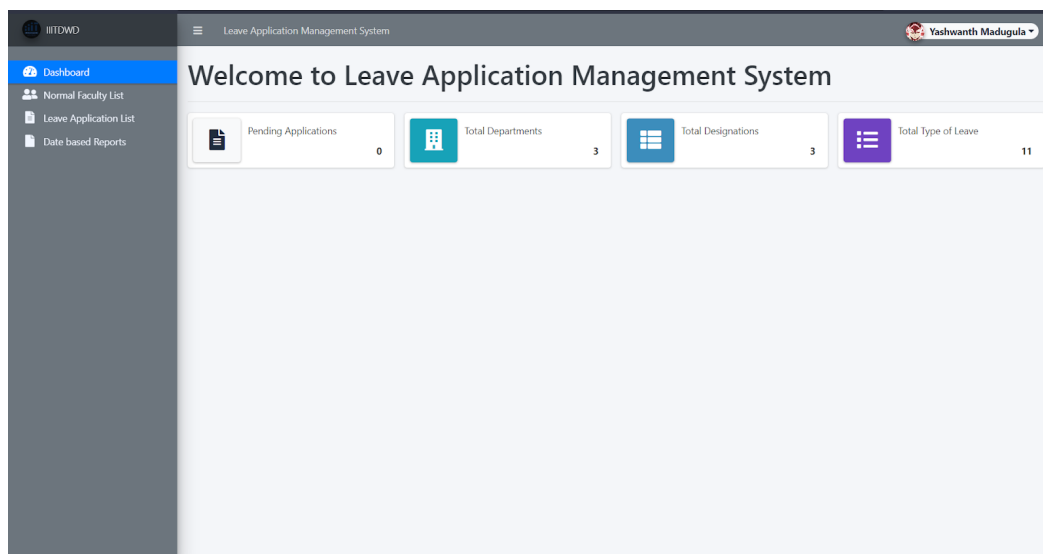 IIITDWD
Leave Application Management System
Yashwanth Madugula
Dashboard
Normal Faculty List
Leave Application List
Date based Reports
Welcome to Leave Application Management System
Pending Applications
0
Total Departments
3
Total Designations
3
Total Type of Leave
11